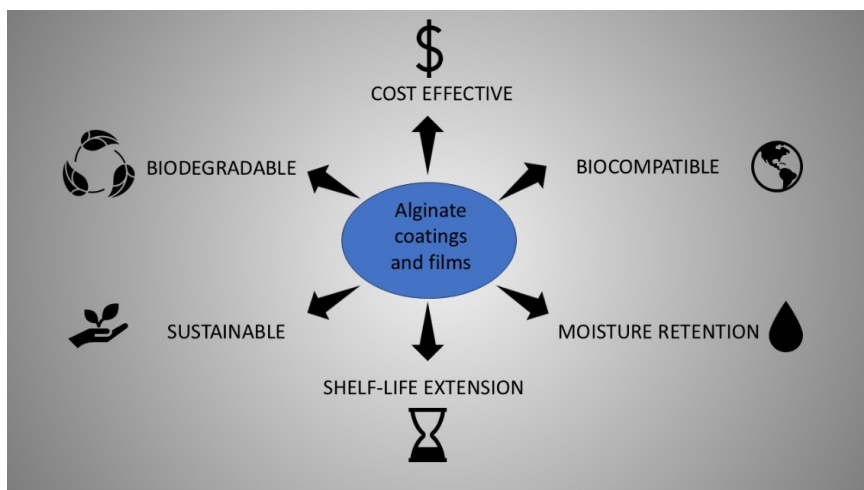 $
COST EFFECTIVE
BIODEGRADABLE
BIOCOMPATIBLE
Alginate
coatings
and films
SUSTAINABLE
MOISTURE RETENTION
SHELF-LIFE EXTENSION